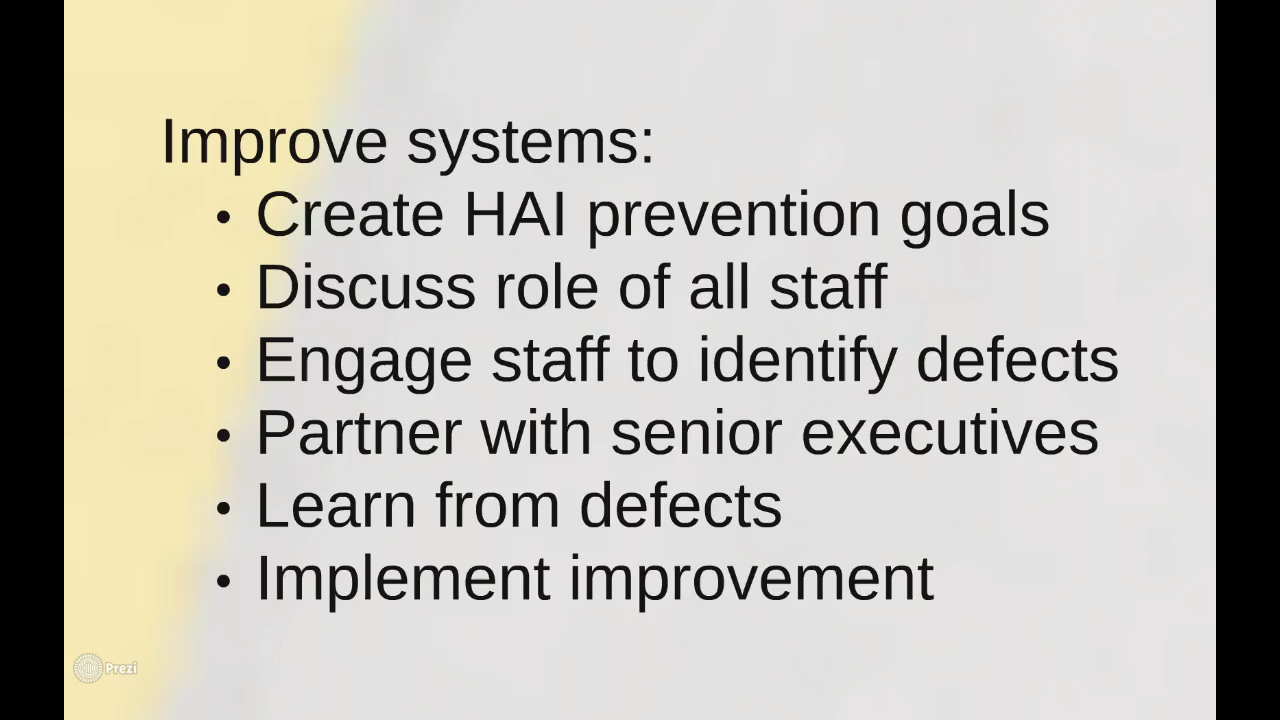 Improve systems:
• Create HAI prevention goals
• Discuss role of all staff
• Engage staff to identify defects
• Partner with senior executives
• Learn from defects
• Implement improvement
Prezi